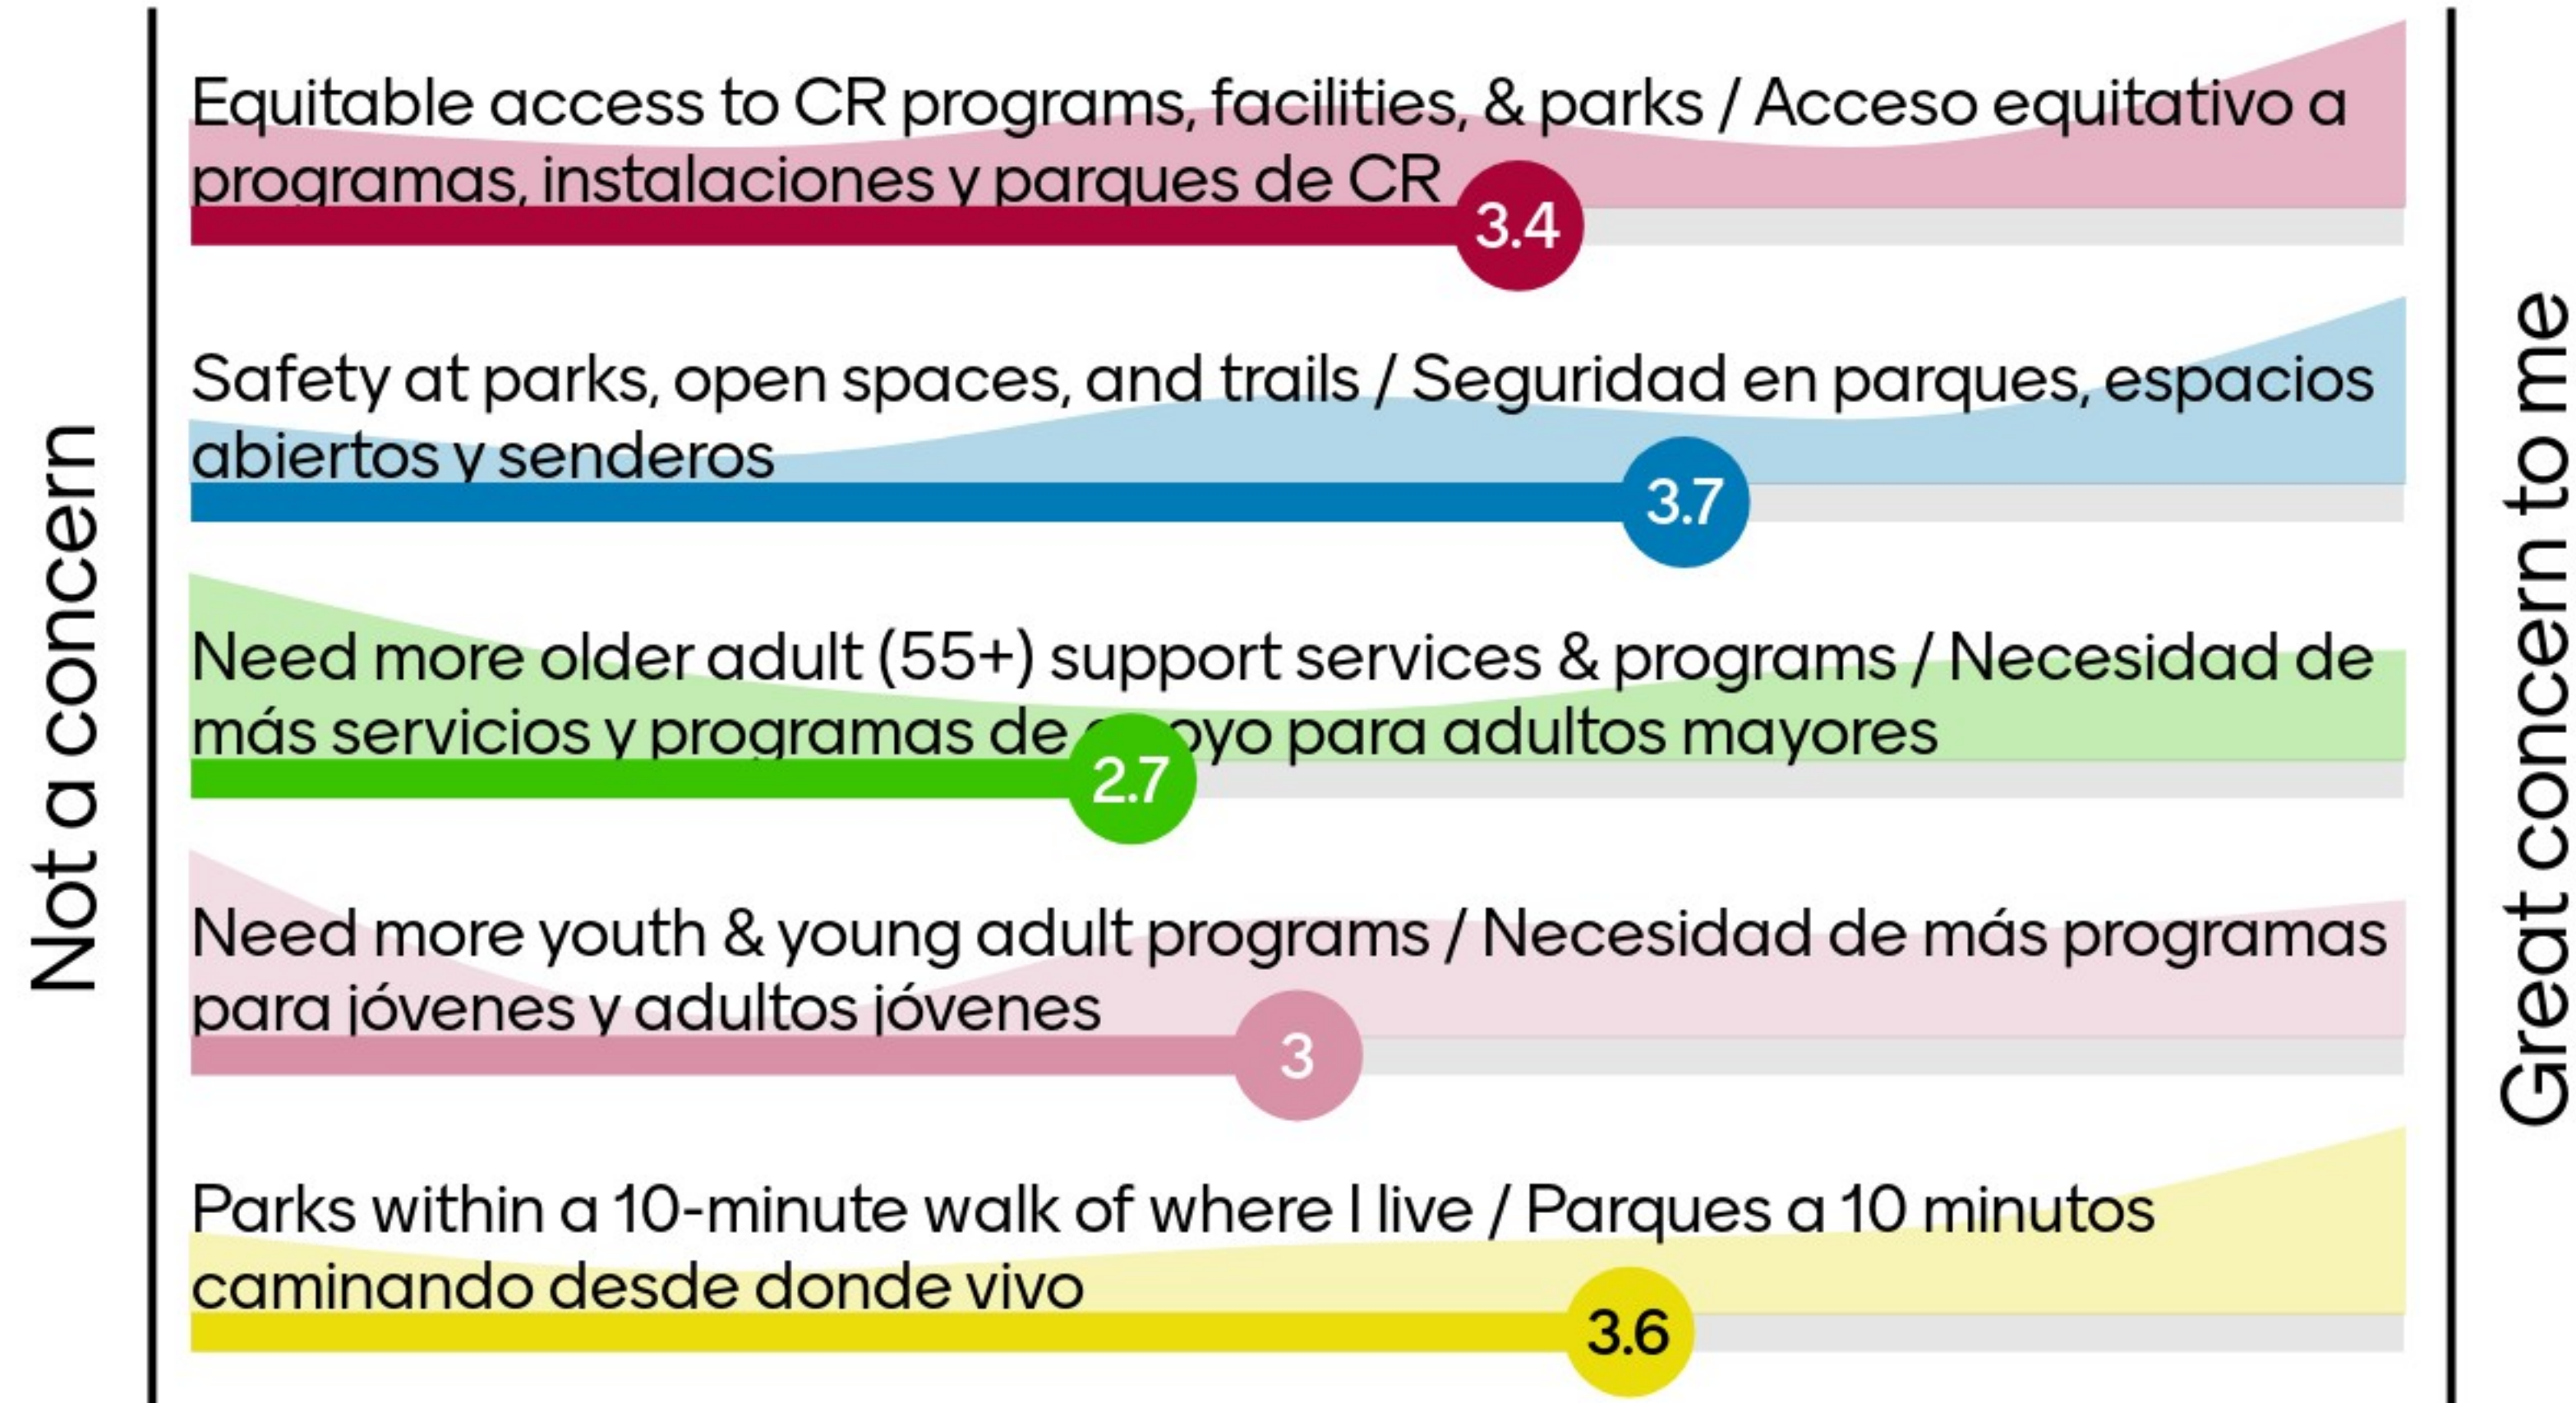 Not a concern
Equitable access to CR programs, facilities, & parks / Acceso equitativo a
programas, instalaciones y parques de CR
3.4
Safety at parks, open spaces, and trails / Seguridad en parques, espacios
abiertos y senderos
3.7
Need more older adult (55+) support services & programs / Necesidad de
más servicios y programas de oyo para adultos mayores
2.7
Need more youth & young adult programs / Necesidad de más programas
para jóvenes y adultos jóvenes
3
Parks within a 10-minute walk of where I live / Parques a 10 minutos
caminando desde donde vivo
3.6
Great concern to me